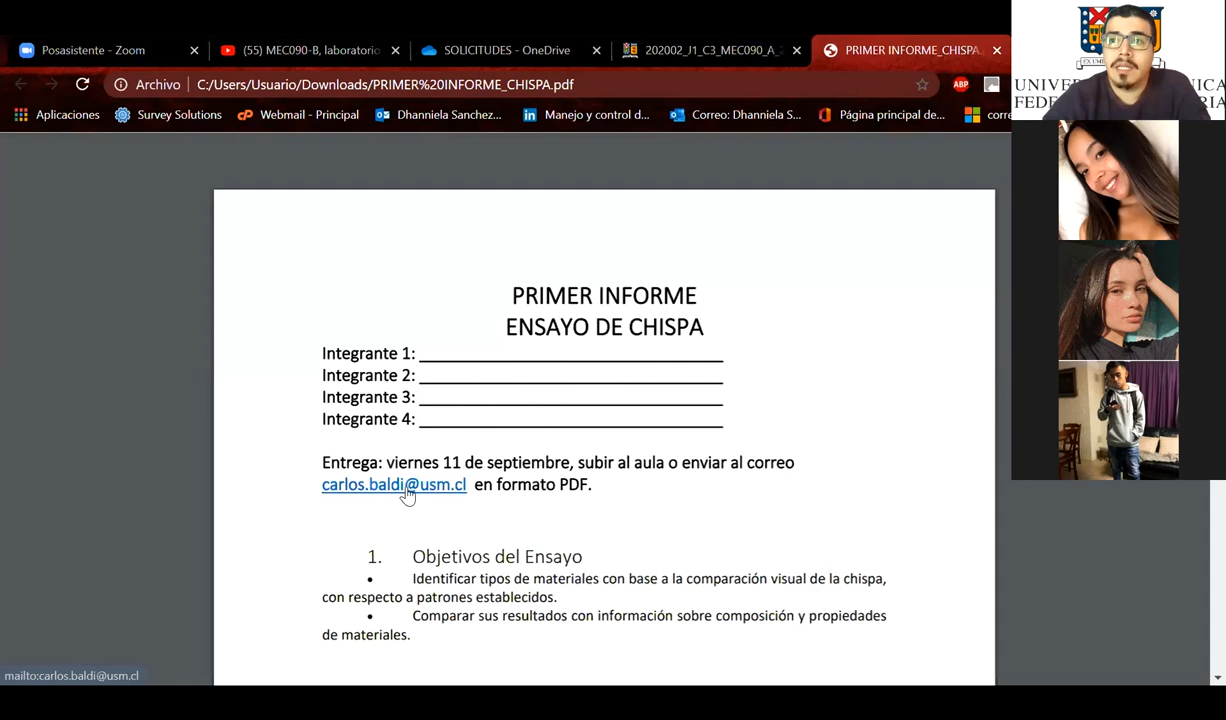 Posasistente - Zoom
(55) MEC090-B, laboratorio
SOLICITUDES - OneDrive
202002_J1_C3_MEC090_A_
PRIMER INFORME_CHISPA.
Archivo
C:/Users/Usuario/Downloads/PRIMER%20INFORME_CHISPA.pdf
ABP
Aplicaciones
Survey Solutions
Webmail - Principal
Dhanniela Sanchez...
Manejo y control d...
Correo: Dhanniela S...
Página principal de...
corre
PRIMER INFORME
ENSAYO DE CHISPA
Integrante 1:
Integrante 2:
Integrante 3:
Integrante 4:
Entrega: viernes 11 de septiembre, subir al aula o enviar al correo
carlos.baldi@usm.cl en formato PDF.
1. Objetivos del Ensayo
• Identificar tipos de materiales con base a la comparación visual de la chispa,
con respecto a patrones establecidos.
• Comparar sus resultados con información sobre composición y propiedades
de materiales.
mailto:carlos.baldi@usm.cl